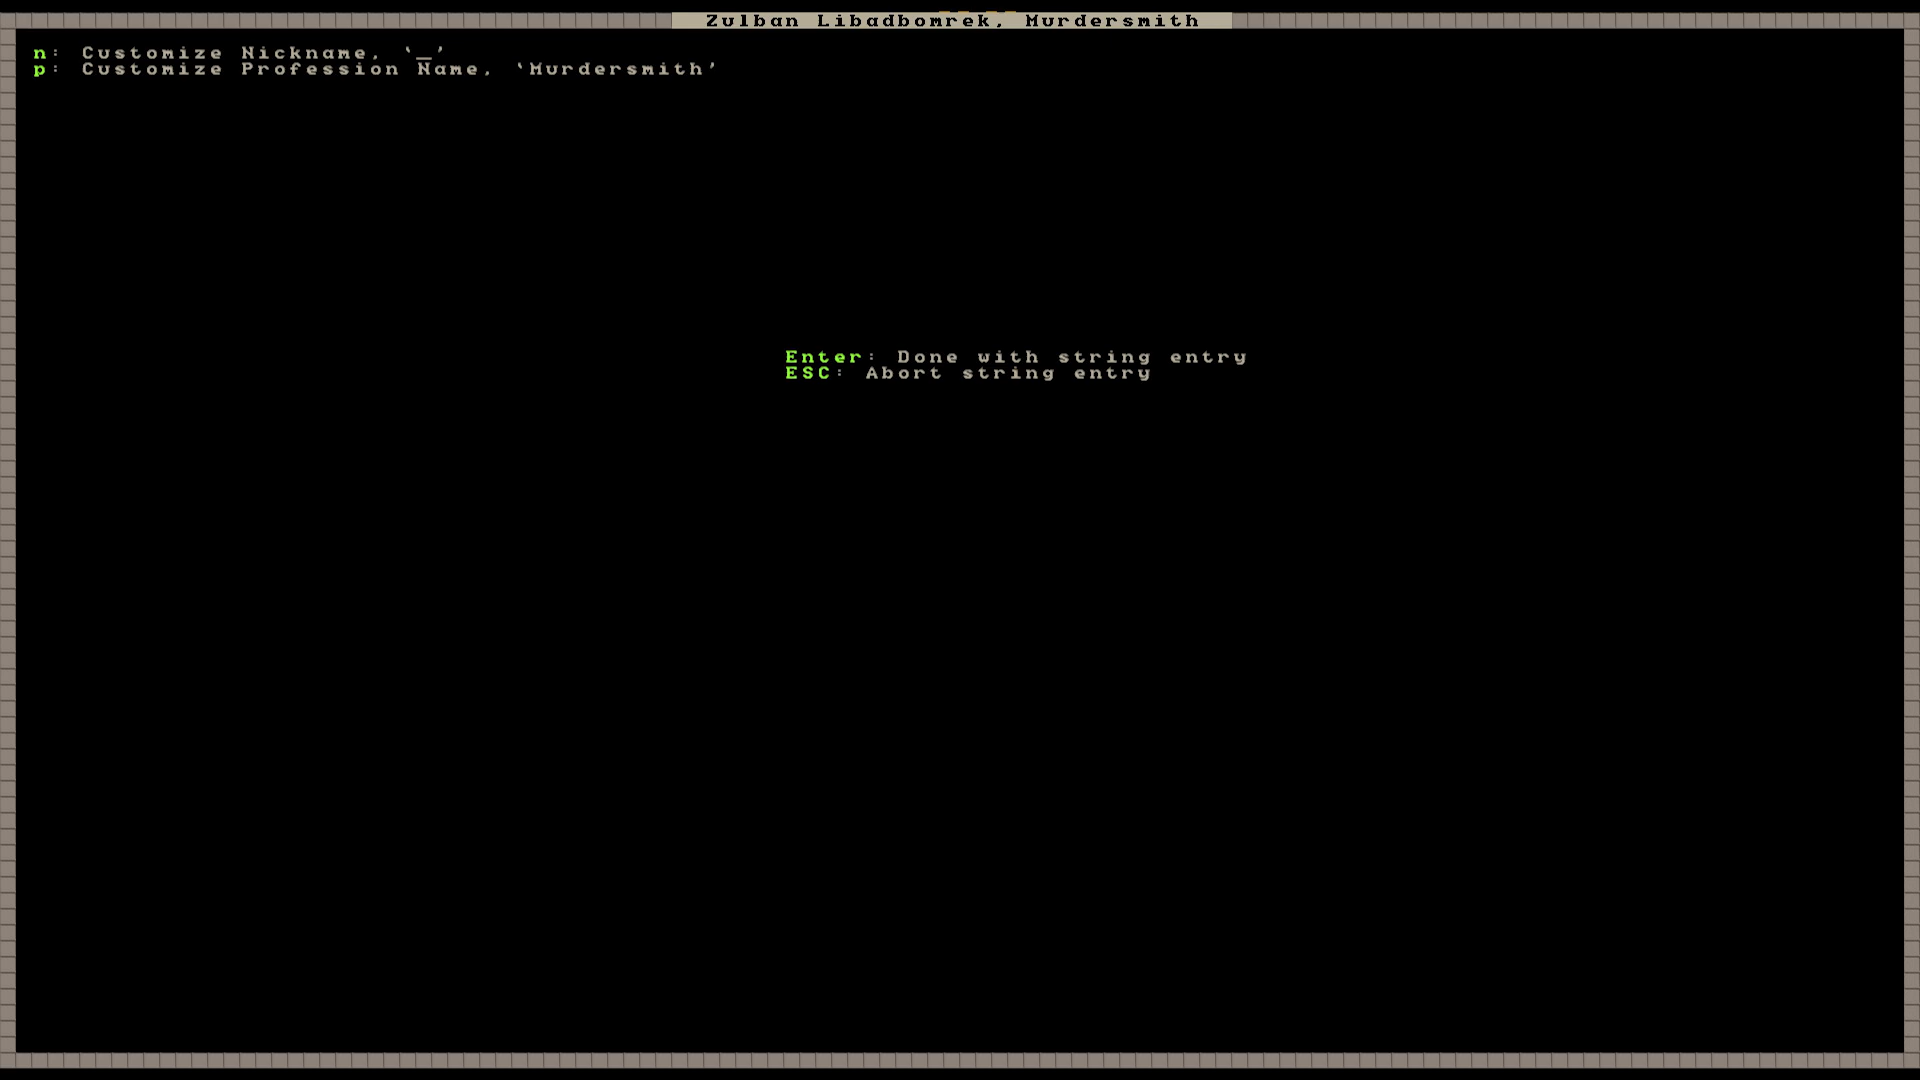 Zulban Libadbomrek, Murdersmith
n: Customize Nickname, '_'
p: Customize Profession Name, 'Murdersmith'
Enter: Done with string entry
ESC: Abort string entry